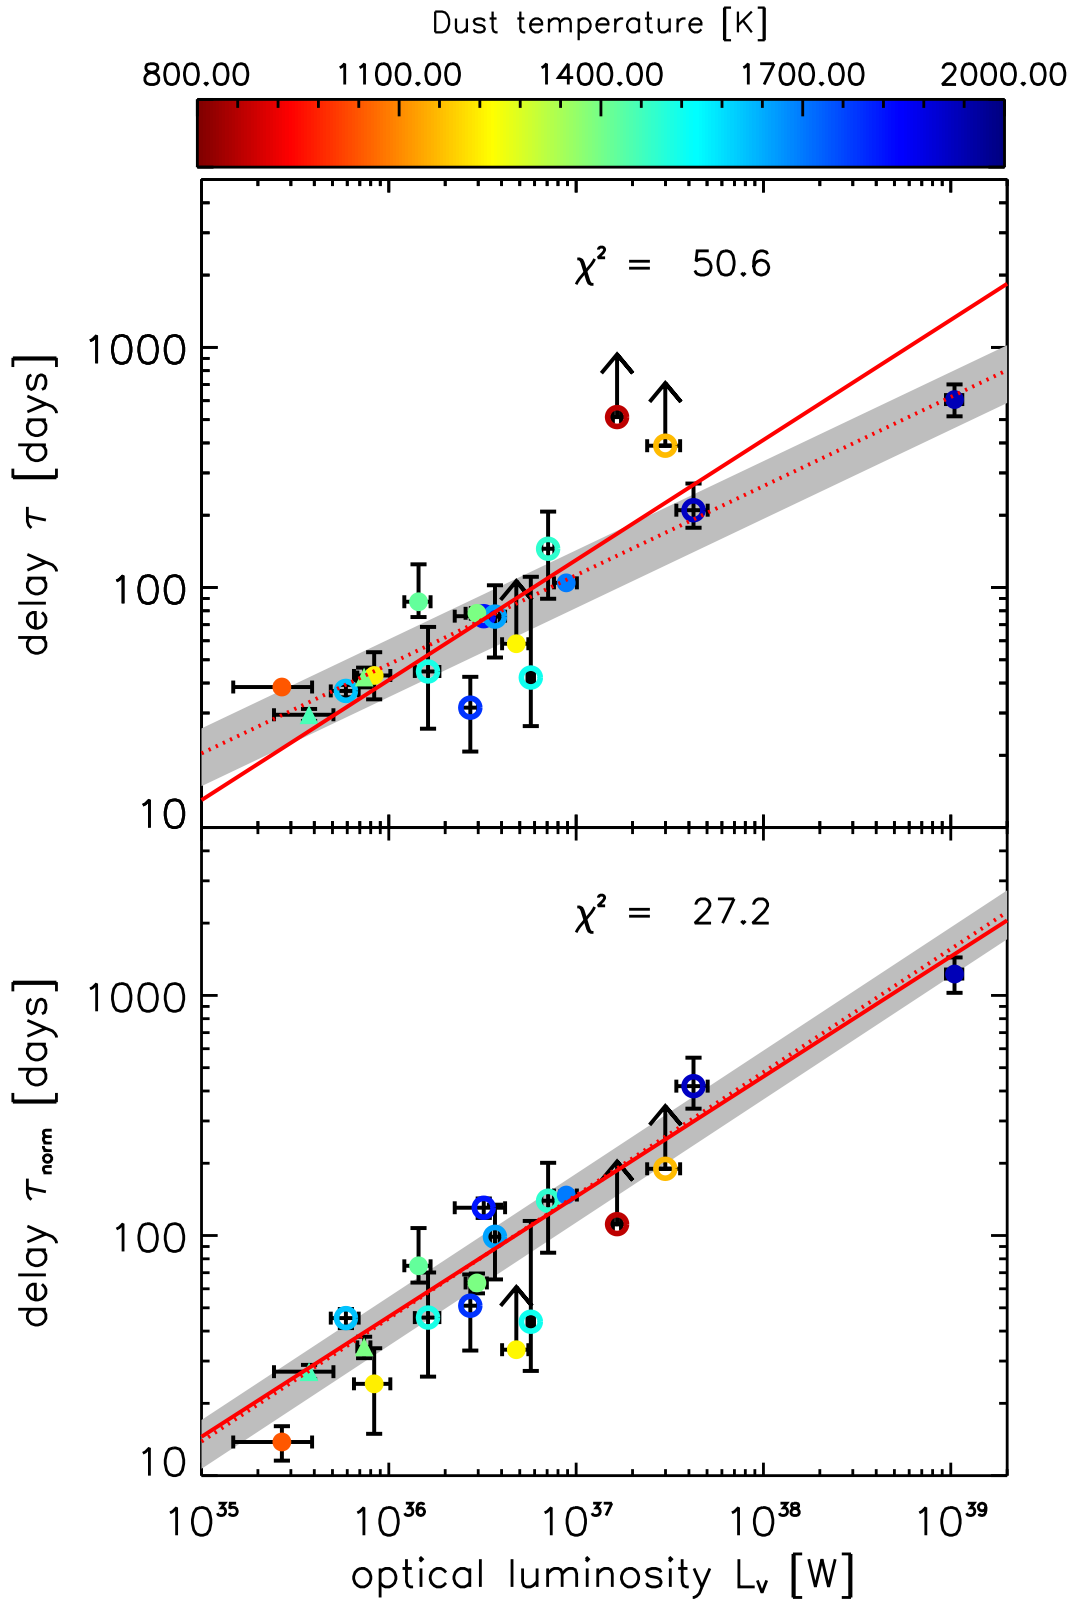 Dust temperature [K]
800.00 1100.00 1400.00 1700.00 2000.00
χ² = 50.6
1000
delay τ [days]
100
10
χ² = 27.2
1000
delay τnorm [days]
100
10
10³⁵ 10³⁶ 10³⁷ 10³⁸ 10³⁹
optical luminosity Lᵥ [W]